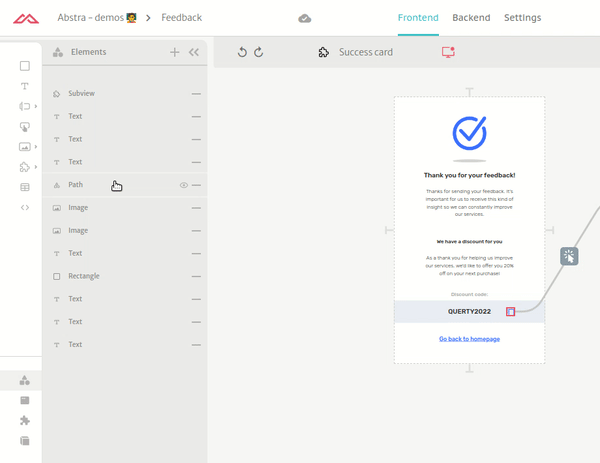 Abstra - demos
Feedback
Frontend
Backend
Settings
Elements
Success card
Subview
Text
Text
Text
Path
Image
Image
Text
Rectangle
Text
Text
Text
Thank you for your feedback!
Thanks for sending your feedback. It's
important for us to receive this kind of
insight so we can constantly improve
our services.
We have a discount for you
As a thank you for helping us improve
our services, we'd like to offer you 20%
off on your next purchase!
Discount code:
QUERTY2022
Go back to homepage